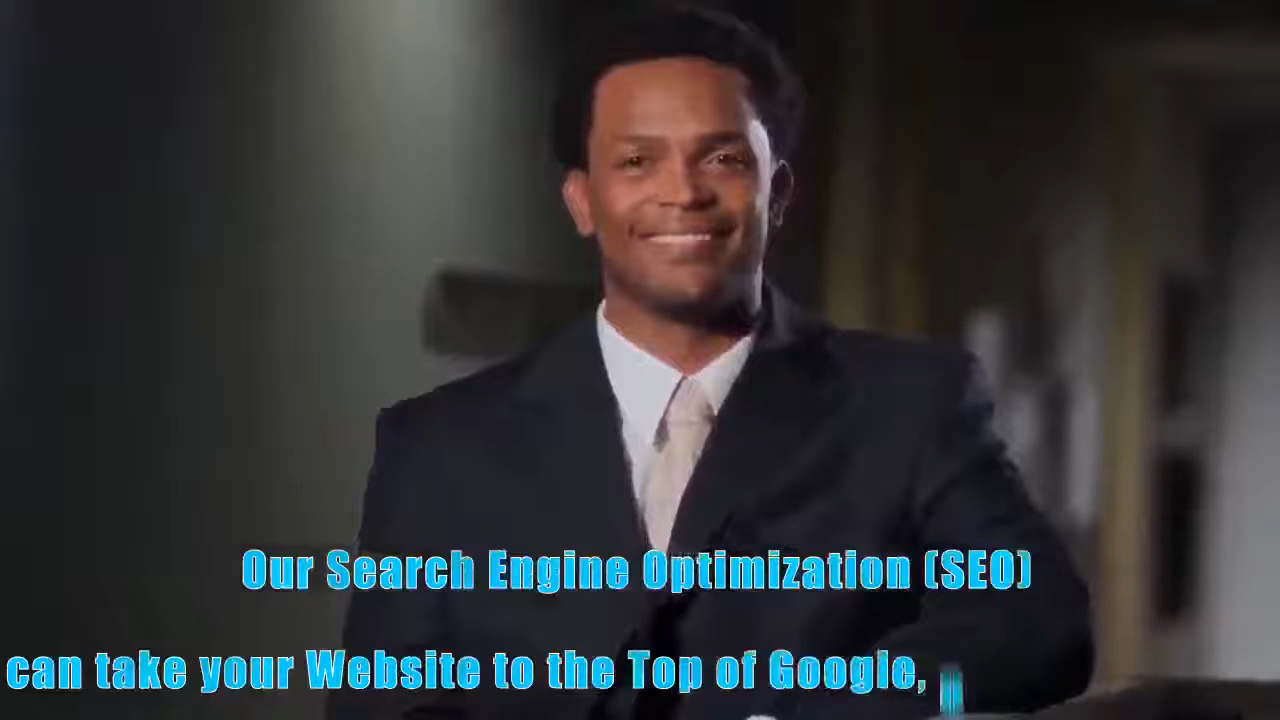 Our Search Engine Optimization (SEO)
can take your Website to the Top of Google,